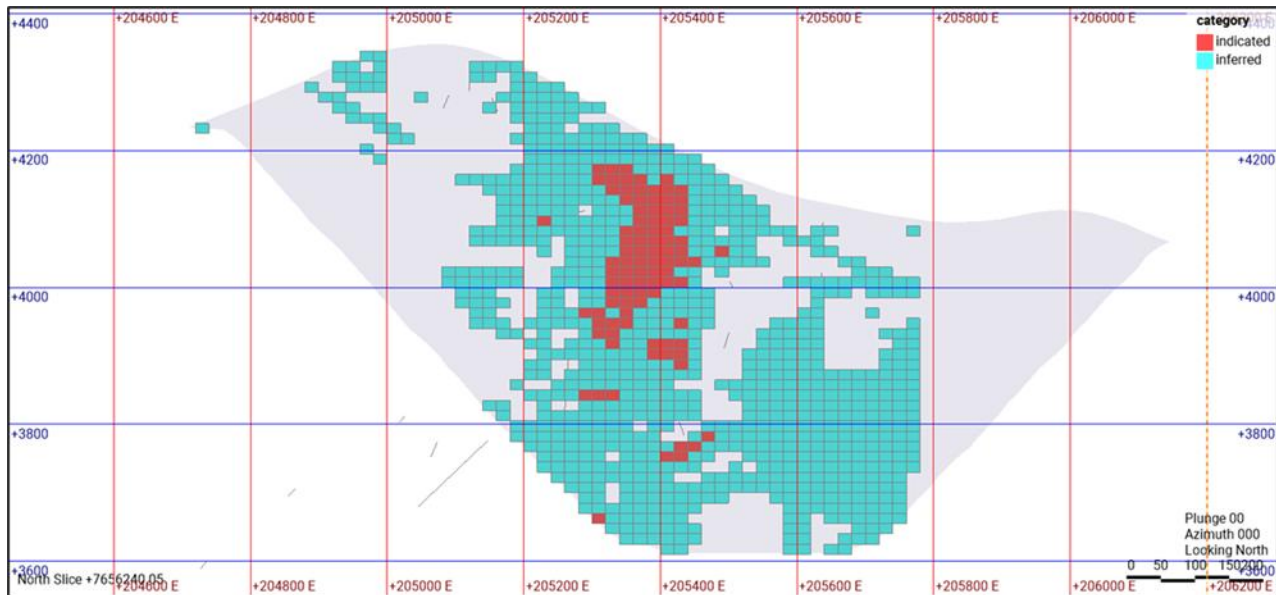 +4400
+204600 E
+204800 E
+205000 E
+205200 E
+205400 E
+205600 E
+205800 E
+206000 E
category
indicated
inferred
+4200
+4200
+4000
+4000
+3800
+3800
Plunge 00
Azimuth 000
Looking North
0 50 100 150
+3600
North Slice +7656240.05
+204600 E
+204800 E
+205000 E
+205200 E
+205400 E
+205600 E
+205800 E
+206000 E
+206200 E